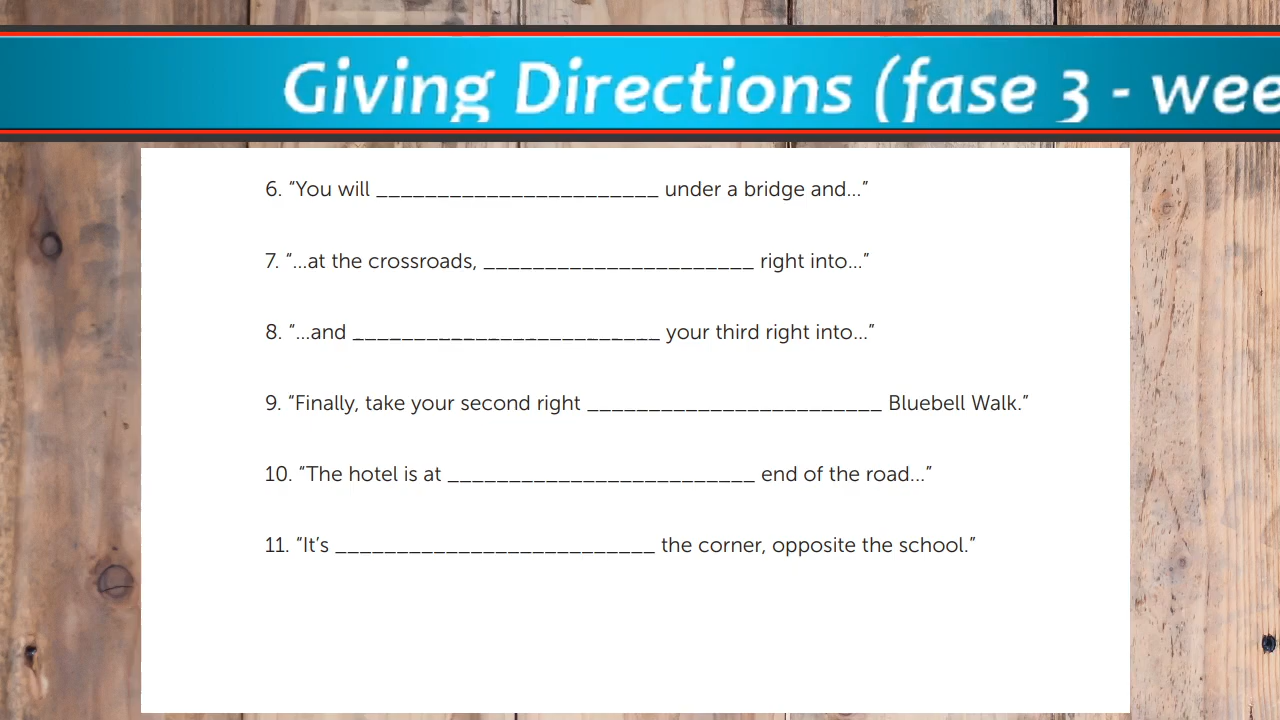 Giving Directions (fase 3 - wee
6. “You will _______________________ under a bridge and...”
7. “...at the crossroads, ______________________ right into...”
8. “...and _________________________ your third right into...”
9. “Finally, take your second right ________________________ Bluebell Walk.”
10. “The hotel is at _________________________ end of the road...”
11. “It’s __________________________ the corner, opposite the school.”